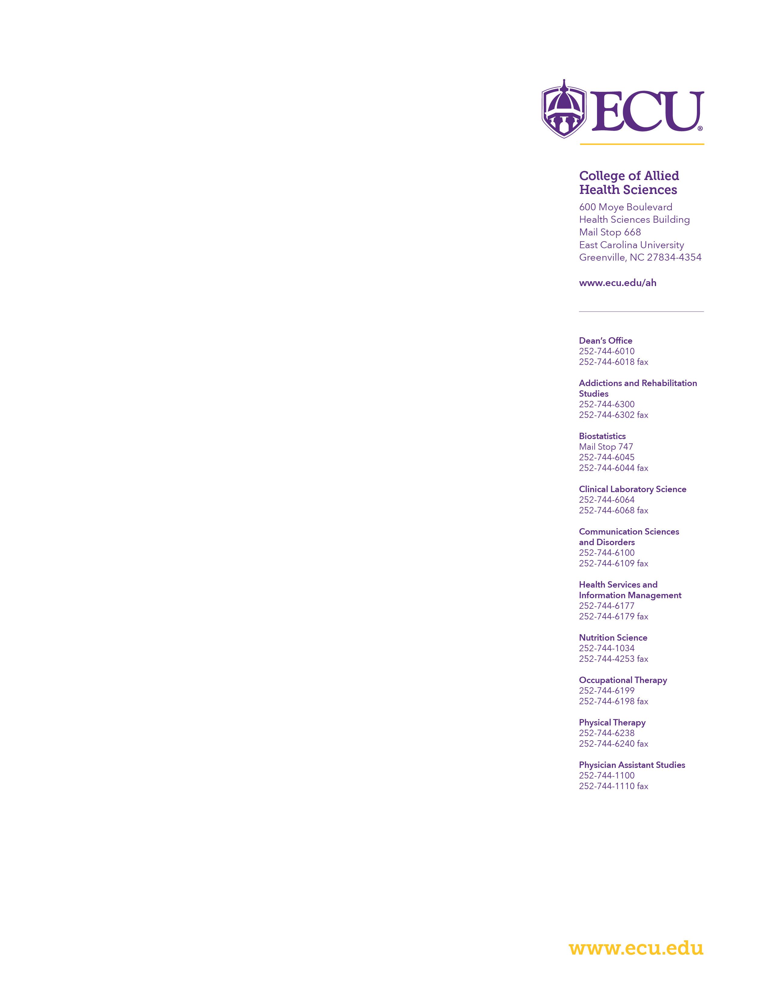 ECU®
College of Allied
Health Sciences
600 Moye Boulevard
Health Sciences Building
Mail Stop 668
East Carolina University
Greenville, NC 27834-4354
www.ecu.edu/ah
Dean’s Office
252-744-6010
252-744-6018 fax
Addictions and Rehabilitation
Studies
252-744-6300
252-744-6302 fax
Biostatistics
Mail Stop 747
252-744-6045
252-744-6044 fax
Clinical Laboratory Science
252-744-6064
252-744-6068 fax
Communication Sciences
and Disorders
252-744-6100
252-744-6109 fax
Health Services and
Information Management
252-744-6177
252-744-6179 fax
Nutrition Science
252-744-1034
252-744-4253 fax
Occupational Therapy
252-744-6199
252-744-6198 fax
Physical Therapy
252-744-6238
252-744-6240 fax
Physician Assistant Studies
252-744-1100
252-744-1110 fax
www.ecu.edu